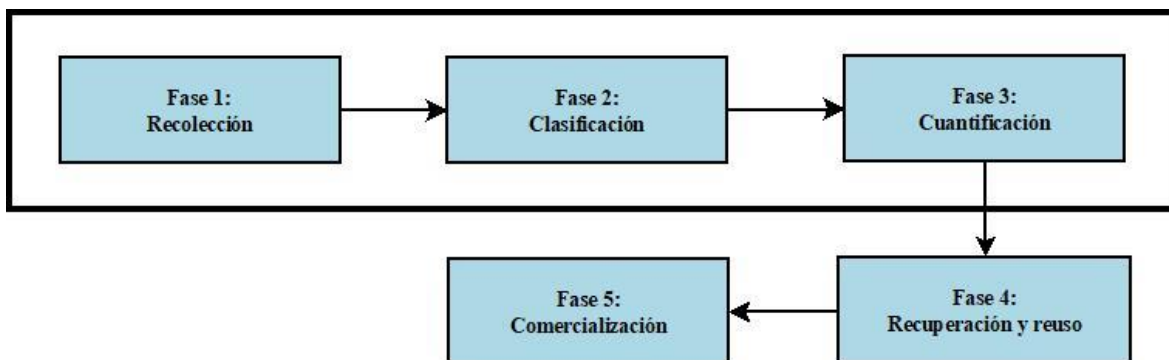 Fase 1:
Recolección
Fase 2:
Clasificación
Fase 3:
Cuantificación
Fase 4:
Recuperación y reuso
Fase 5:
Comercialización